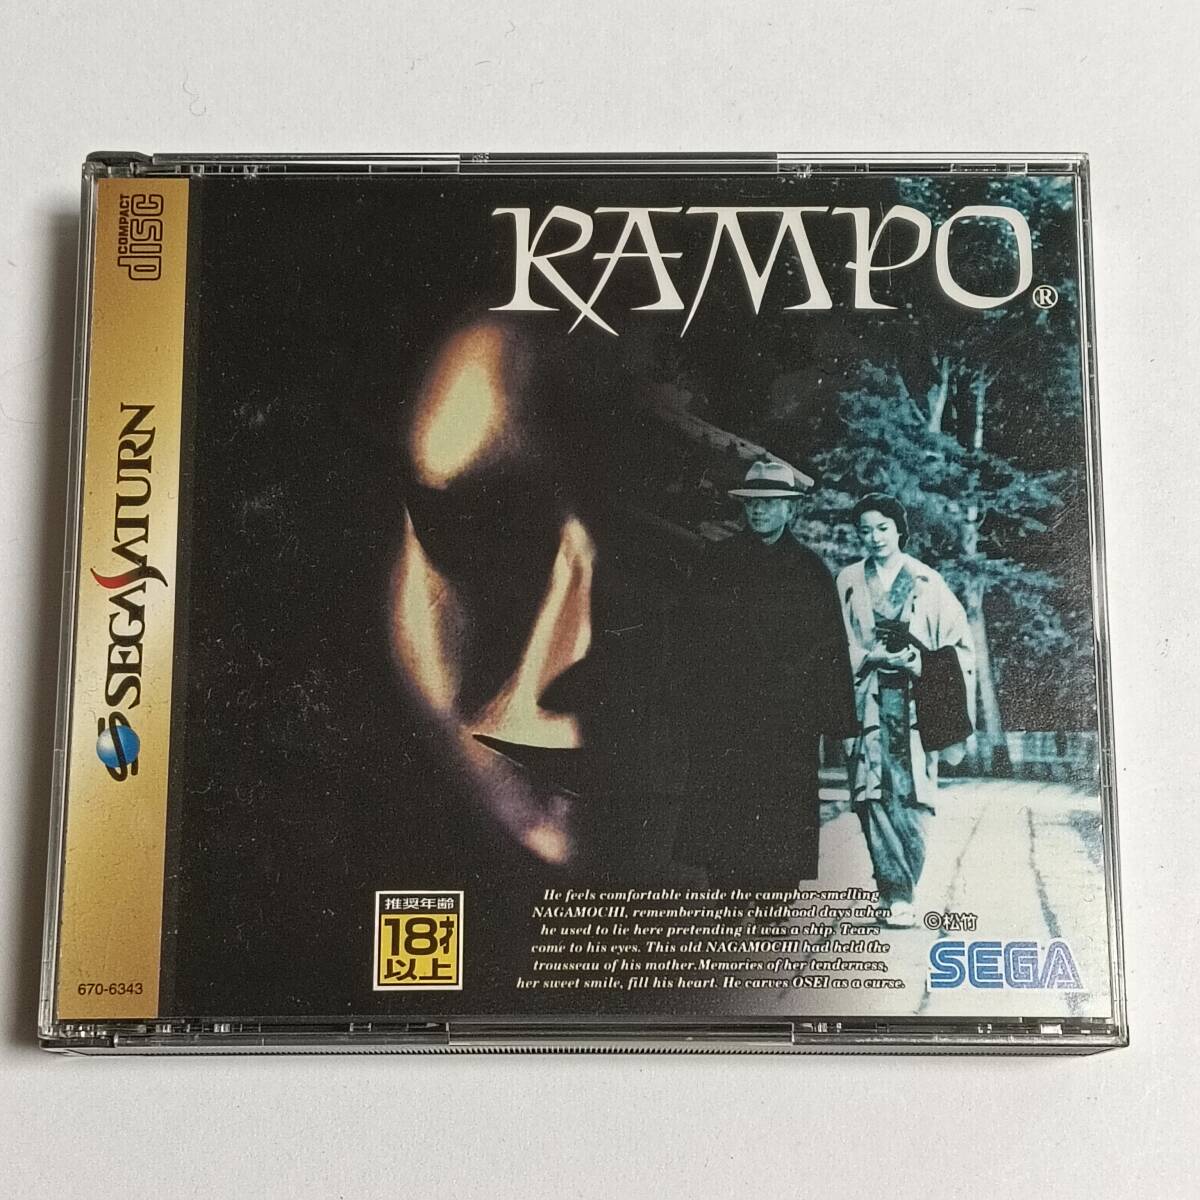 COMPACT
disc
SEGA SATURN
670-6343
RAMPO®
推奨年齢
18才
以上
He feels comfortable inside the camphor-smelling
NAGAMOCHI, rememberinghis childhood days when
he used to lie here pretending it was a ship. Tears
come to his eyes. This old NAGAMOCHI had held the
trousseau of his mother.Memories of her tenderness,
her sweet smile, fill his heart. He carves OSEI as a curse.
©松竹
SEGA